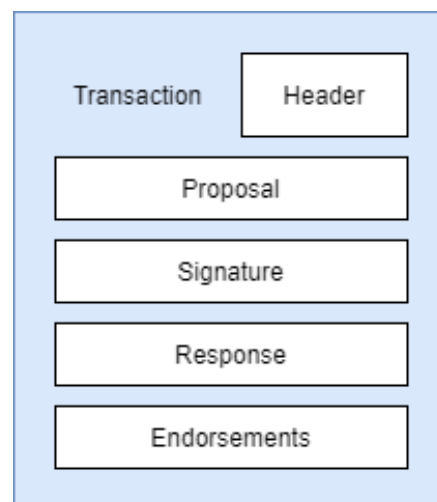 Transaction Header
Proposal
Signature
Response
Endorsements